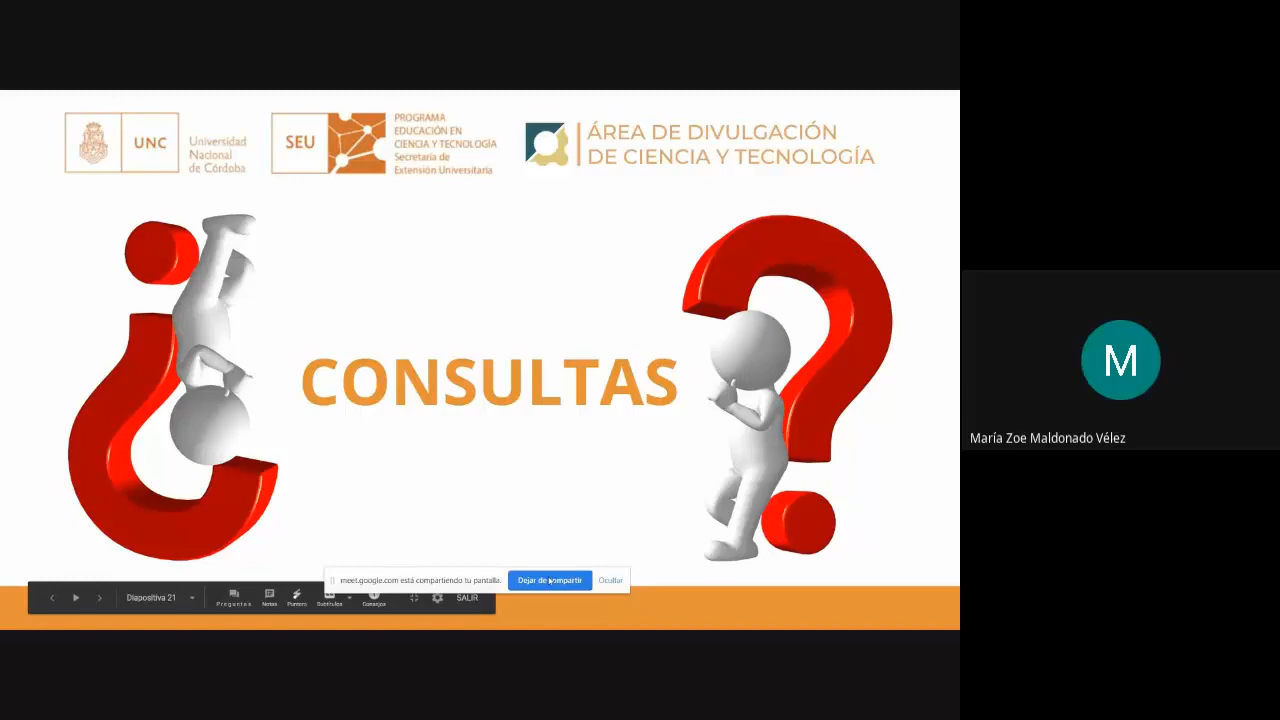 UNC
Universidad
Nacional
de Córdoba
SEU
PROGRAMA
EDUCACIÓN EN
CIENCIA Y TECNOLOGÍA
Secretaría de
Extensión Universitaria
ÁREA DE DIVULGACIÓN
DE CIENCIA Y TECNOLOGÍA
¿
CONSULTAS
?
M
María Zoe Maldonado Vélez
meet.google.com está compartiendo tu pantalla.
Dejar de compartir
Ocultar
Diapositiva 21
Preguntas
Notas
Puntero
Subtítulos
Consejos
SALIR